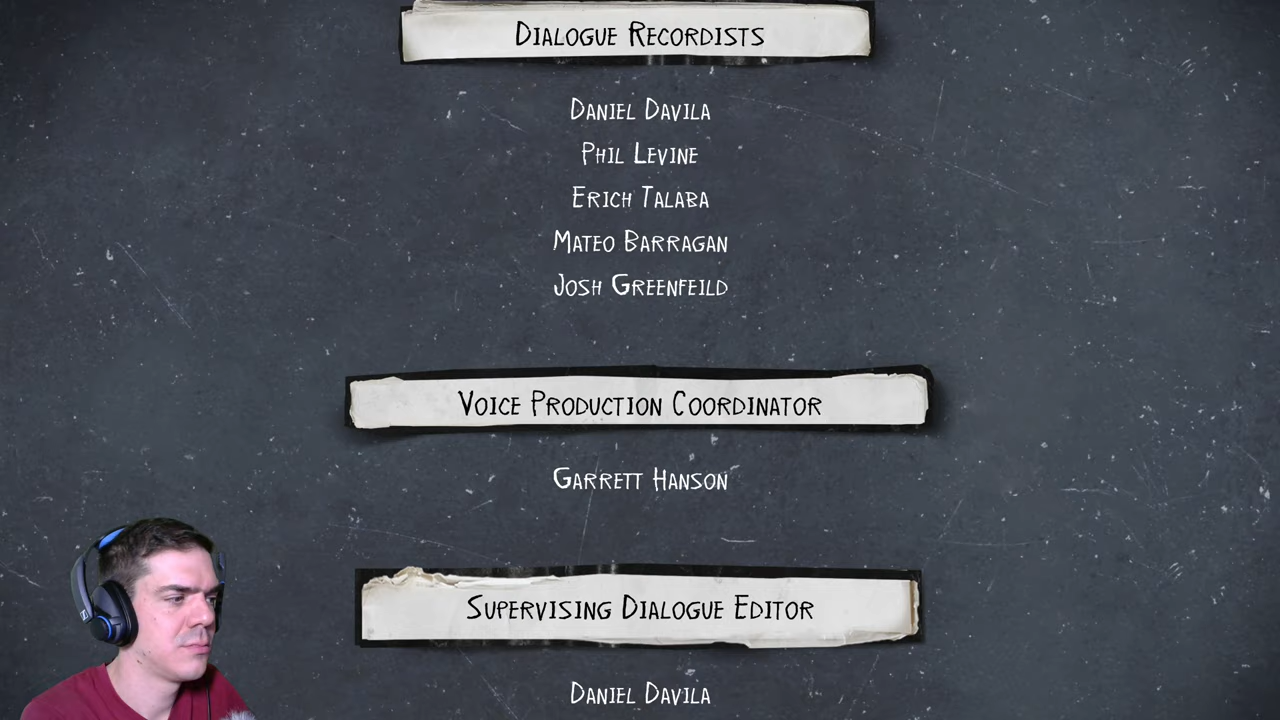 Dialogue Recordists
Daniel Davila
Phil Levine
Erich Talaba
Mateo Barragan
Josh Greenfeild
Voice Production Coordinator
Garrett Hanson
Supervising Dialogue Editor
Daniel Davila